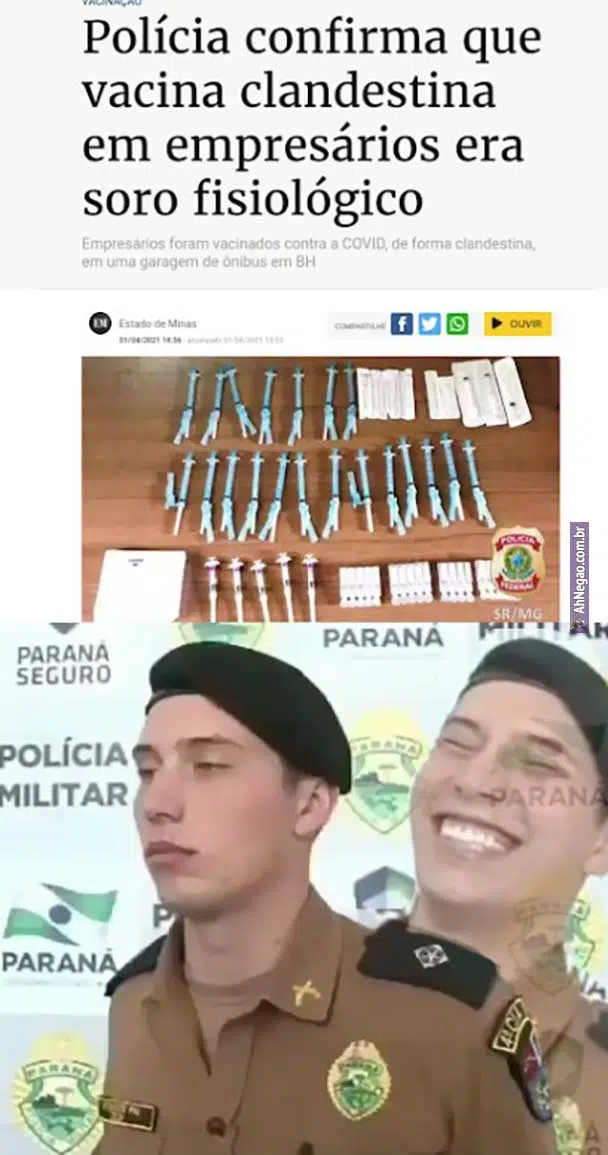 VACINAÇÃO
Polícia confirma que
vacina clandestina
em empresários era
soro fisiológico
Empresários foram vacinados contra a COVID, de forma clandestina,
em uma garagem de ônibus em BH
EM Estado de Minas
COMPARTILHE
OUVIR
01/04/2021 18:56
POLÍCIA
FEDERAL
SR/MG
AhNegao.com.br
PARANÁ
SEGURO
PARANÁ
MILITAR
POLÍCIA
MILITAR
PARANÁ
PARANÁ
PARANÁ
PARANÁ
PARANÁ